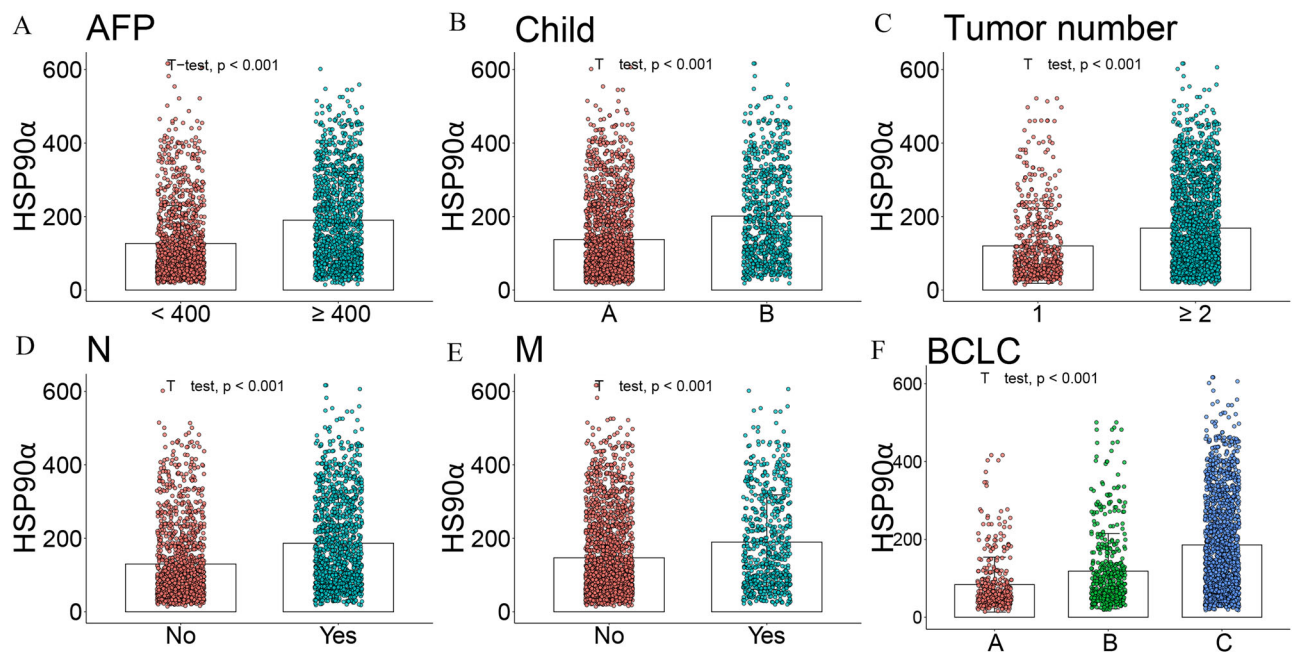 A AFP
T-test, p < 0.001
HSP90α
600
400
200
0
< 400 ≥ 400
B Child
T test, p < 0.001
HSP90α
600
400
200
0
A B
C Tumor number
T test, p < 0.001
HSP90α
600
400
200
0
1 ≥ 2
D N
T test, p < 0.001
HSP90α
600
400
200
0
No Yes
E M
T test, p < 0.001
HS90α
600
400
200
0
No Yes
F BCLC
T test, p < 0.001
HSP90α
600
400
200
0
A B C